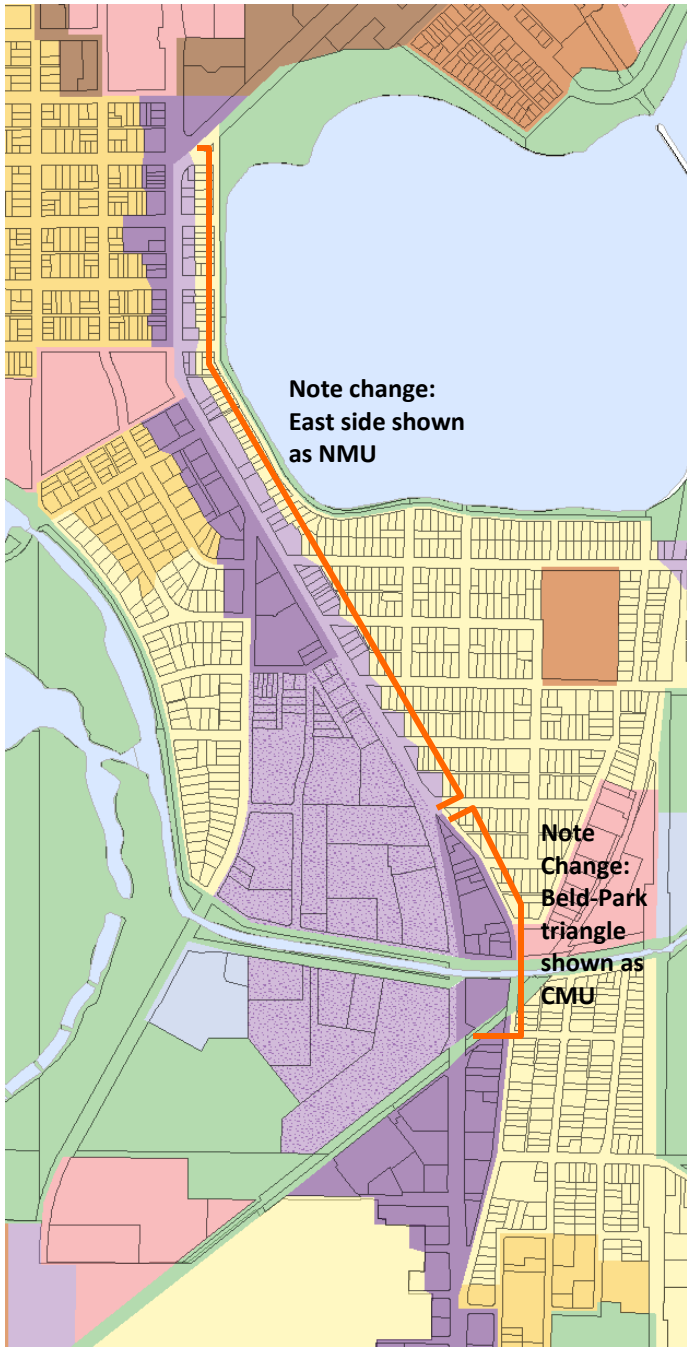 Note change:
East side shown
as NMU
Note
Change:
Beld-Park
triangle
shown as
CMU